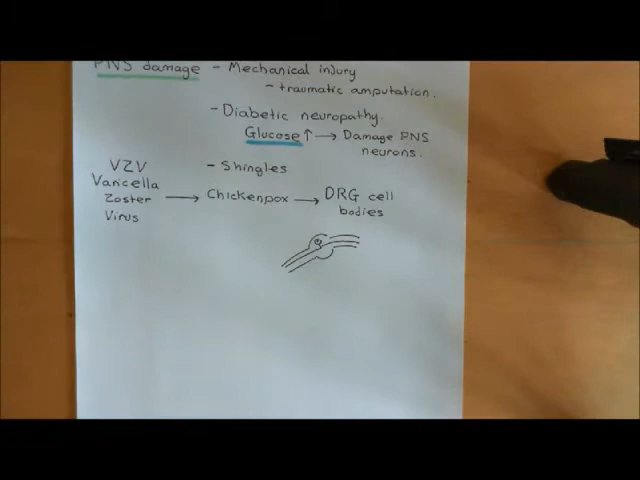 PNS damage - Mechanical injury
- traumatic amputation.
- Diabetic neuropathy.
Glucose ↑ → Damage PNS
neurons.
- Shingles
VZV
Varicella
Zoster
Virus
→ Chickenpox → DRG cell
bodies